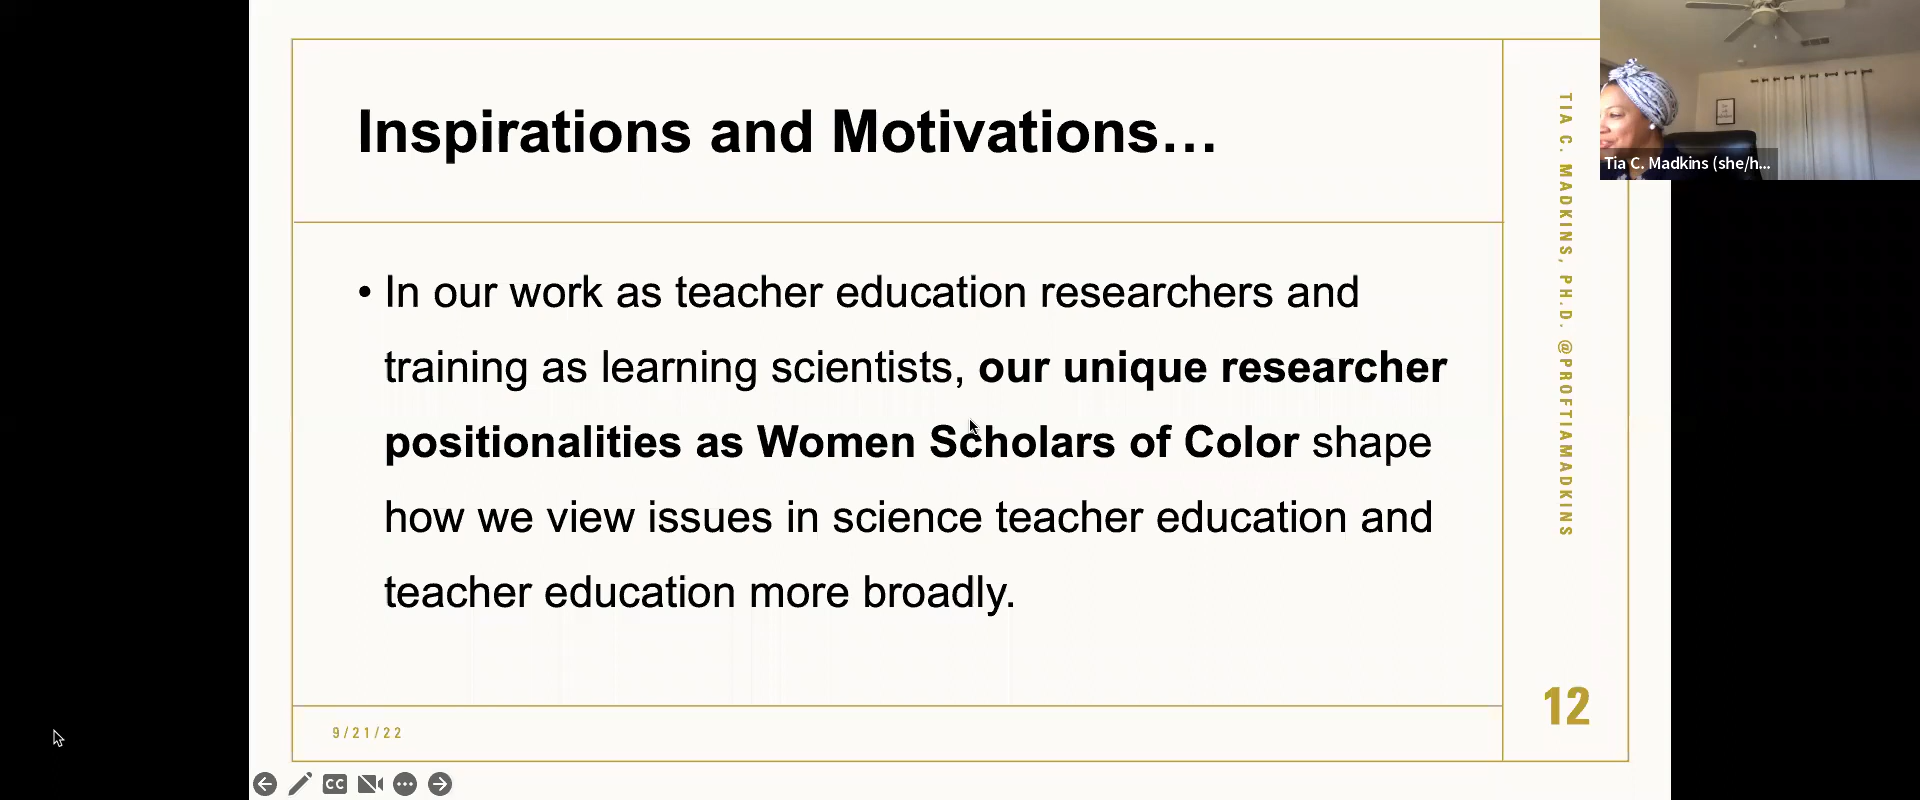 Inspirations and Motivations...
• In our work as teacher education researchers and
training as learning scientists, our unique researcher
positionalities as Women Scholars of Color shape
how we view issues in science teacher education and
teacher education more broadly.
9/21/22
TIA C. MADKINS, PH.D. @PROFTIAMADKINS
12
Tia C. Madkins (she/h...
CC